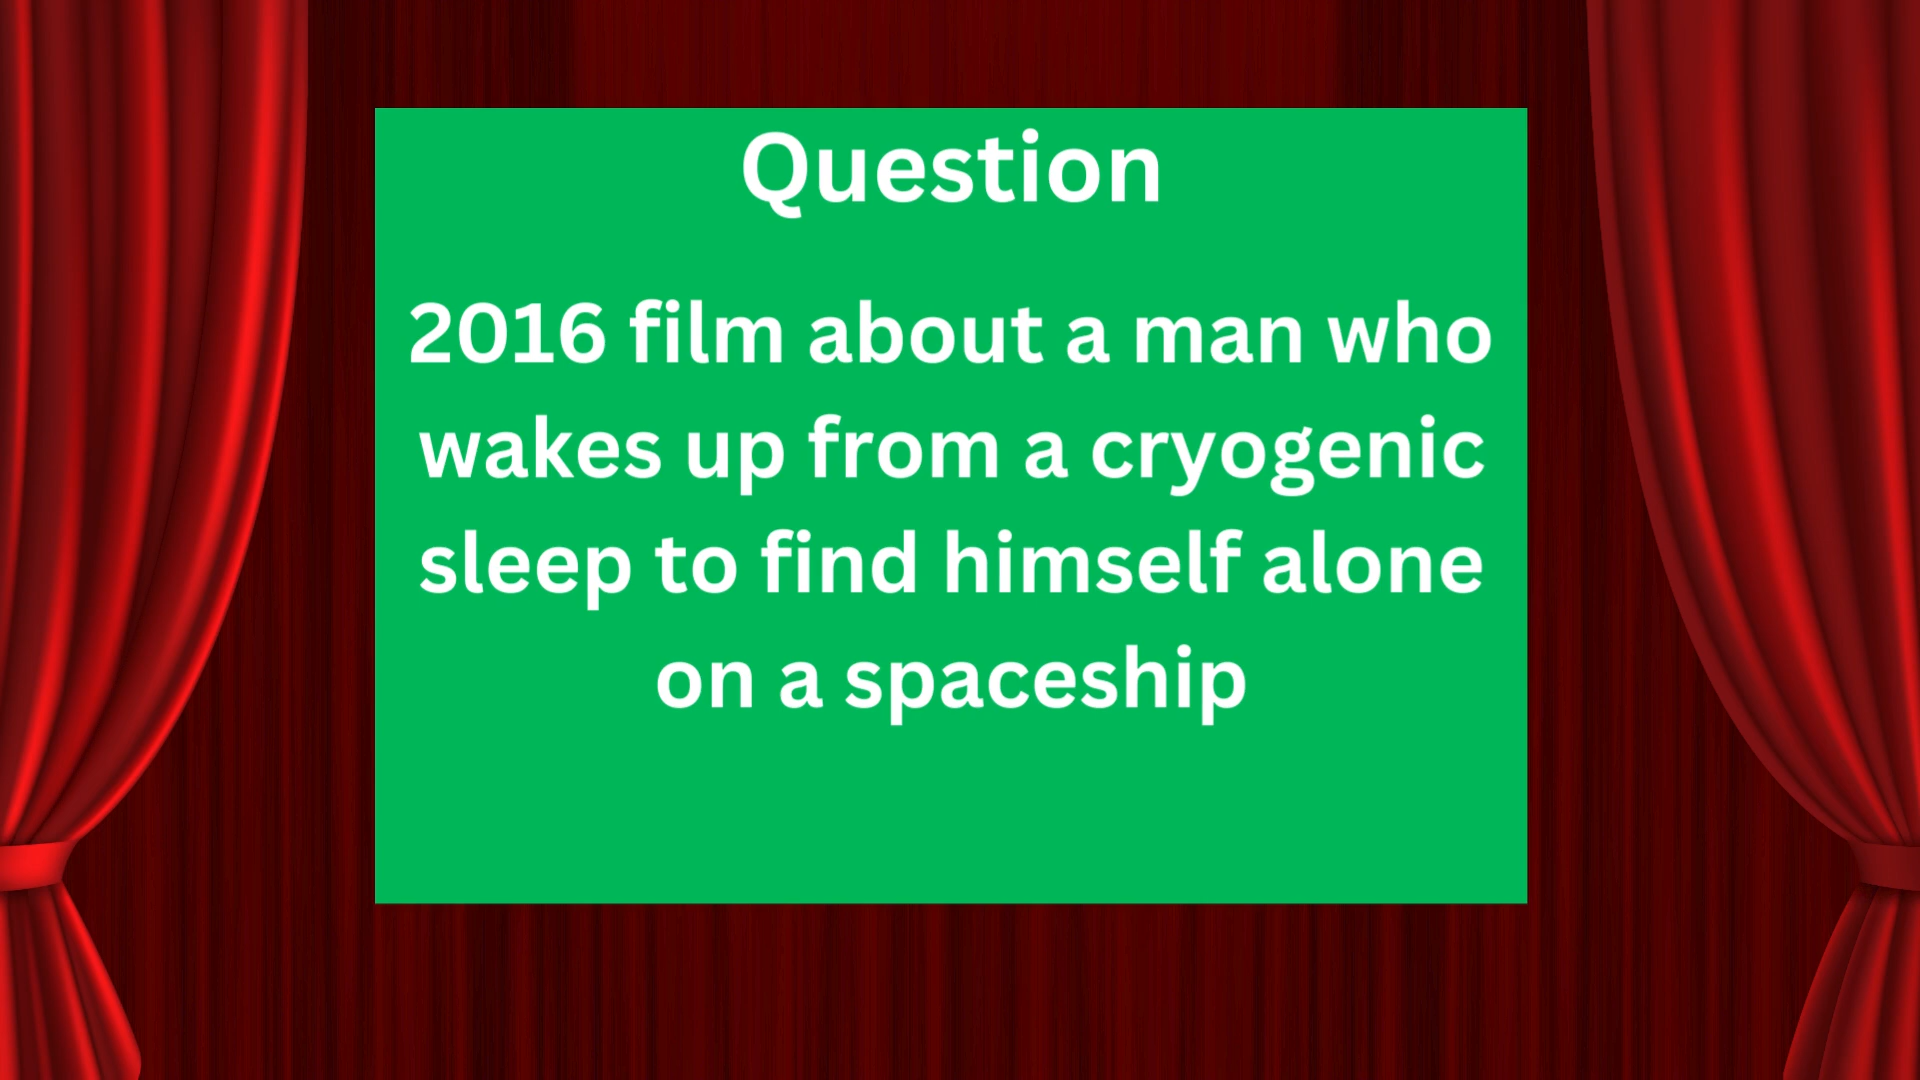 Question
2016 film about a man who
wakes up from a cryogenic
sleep to find himself alone
on a spaceship